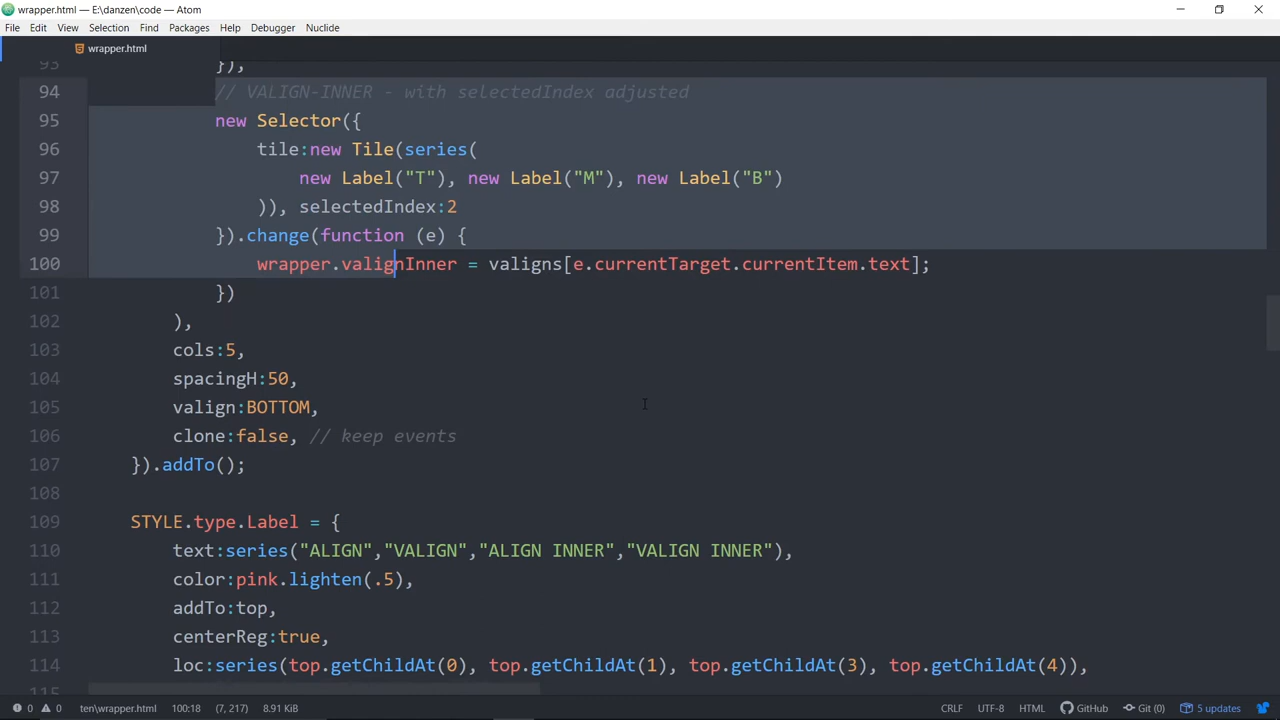 wrapper.html — E:\danzen\code — Atom
File Edit View Selection Find Packages Help Debugger Nuclide
wrapper.html
93 }),
94 // VALIGN-INNER - with selectedIndex adjusted
95 new Selector({
96 tile:new Tile(series(
97 new Label("T"), new Label("M"), new Label("B")
98 )), selectedIndex:2
99 }).change(function (e) {
100 wrapper.valignInner = valigns[e.currentTarget.currentItem.text];
101 })
102 ),
103 cols:5,
104 spacingH:50,
105 valign:BOTTOM,
106 clone:false, // keep events
107 }).addTo();
108
109 STYLE.type.Label = {
110 text:series("ALIGN","VALIGN","ALIGN INNER","VALIGN INNER"),
111 color:pink.lighten(.5),
112 addTo:top,
113 centerReg:true,
114 loc:series(top.getChildAt(0), top.getChildAt(1), top.getChildAt(3), top.getChildAt(4)),
115
0 0 ten\wrapper.html 100:18 (7, 217) 8.91 KiB CRLF UTF-8 HTML GitHub Git (0) 5 updates